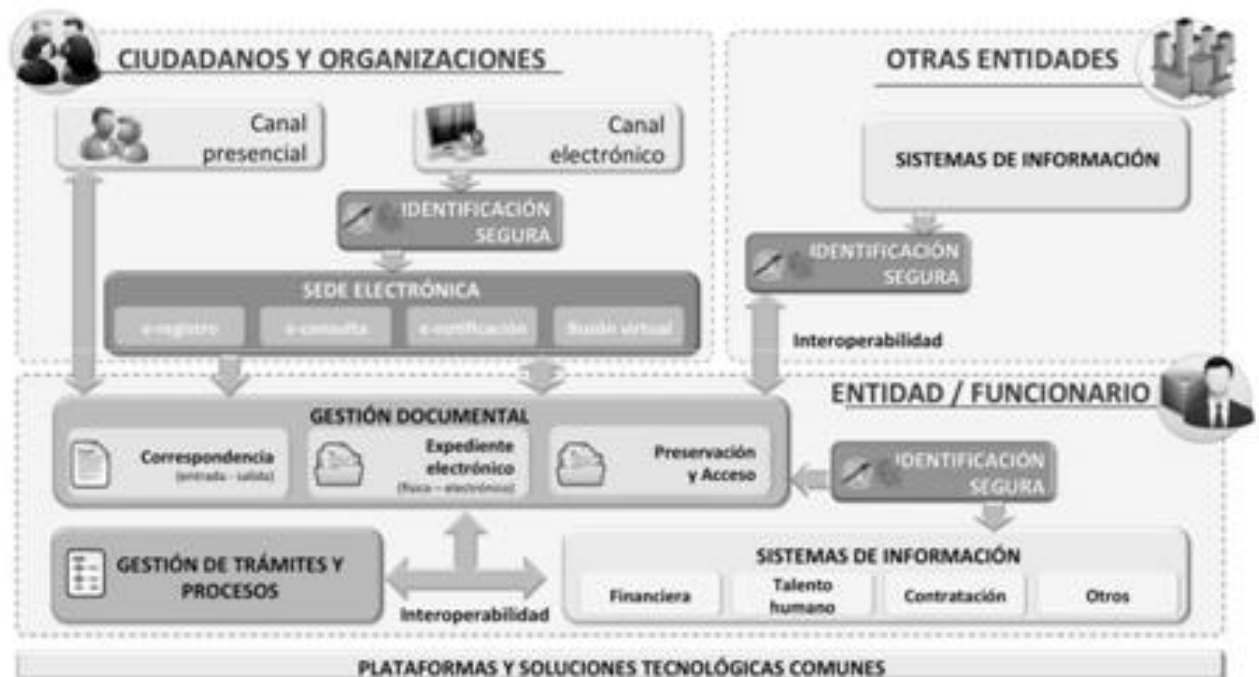 CIUDADANOS Y ORGANIZACIONES
Canal
presencial
Canal
electrónico
IDENTIFICACIÓN
SEGURA
SEDE ELECTRÓNICA
e-registro
e-consulta
e-notificación
Buzón virtual
OTRAS ENTIDADES
SISTEMAS DE INFORMACIÓN
IDENTIFICACIÓN
SEGURA
Interoperabilidad
ENTIDAD / FUNCIONARIO
GESTIÓN DOCUMENTAL
Correspondencia
(entrada - salida)
Expediente
electrónico
(físico – electrónico)
Preservación
y Acceso
IDENTIFICACIÓN
SEGURA
GESTIÓN DE TRÁMITES Y
PROCESOS
Interoperabilidad
SISTEMAS DE INFORMACIÓN
Financiera
Talento
humano
Contratación
Otros
PLATAFORMAS Y SOLUCIONES TECNOLÓGICAS COMUNES